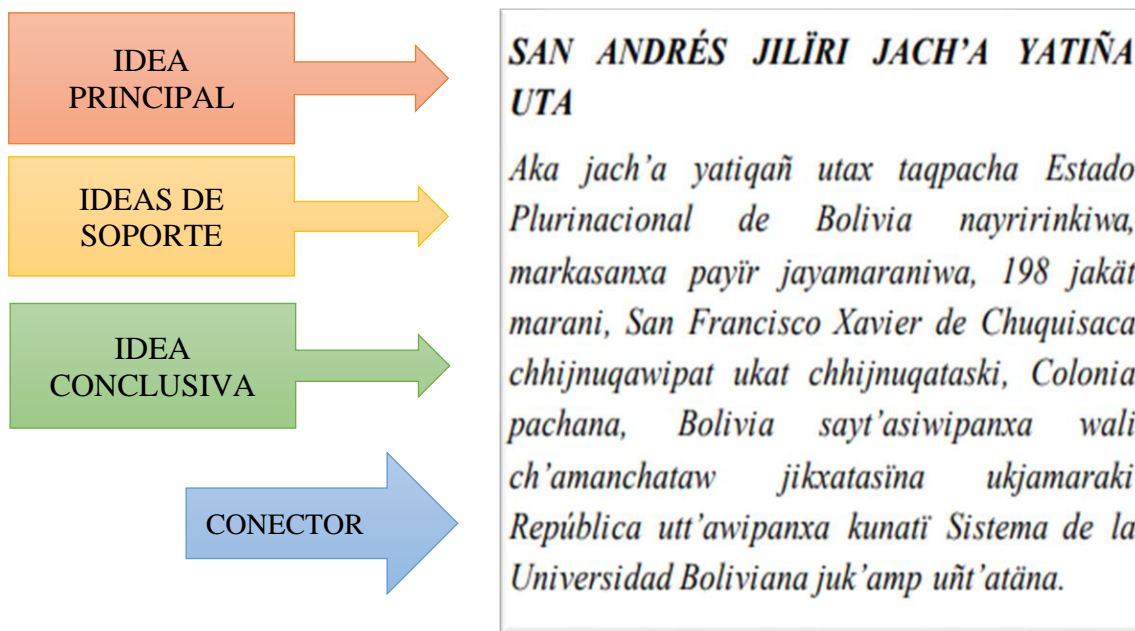 IDEA
PRINCIPAL
IDEAS DE
SOPORTE
IDEA
CONCLUSIVA
CONECTOR
SAN ANDRÉS JILÏRI JACH’A YATIÑA
UTA
Aka jach’a yatiqañ utax taqpacha Estado
Plurinacional de Bolivia nayririnkiwa,
markasanxa payïr jayamaraniwa, 198 jakät
marani, San Francisco Xavier de Chuquisaca
chhijnuqawipat ukat chhijnuqataski, Colonia
pachana, Bolivia sayt’asiwipanxa wali
ch’amanchataw jikxatasïna ukjamaraki
República utt’awipanxa kunatï Sistema de la
Universidad Boliviana juk’amp uñt’atäna.